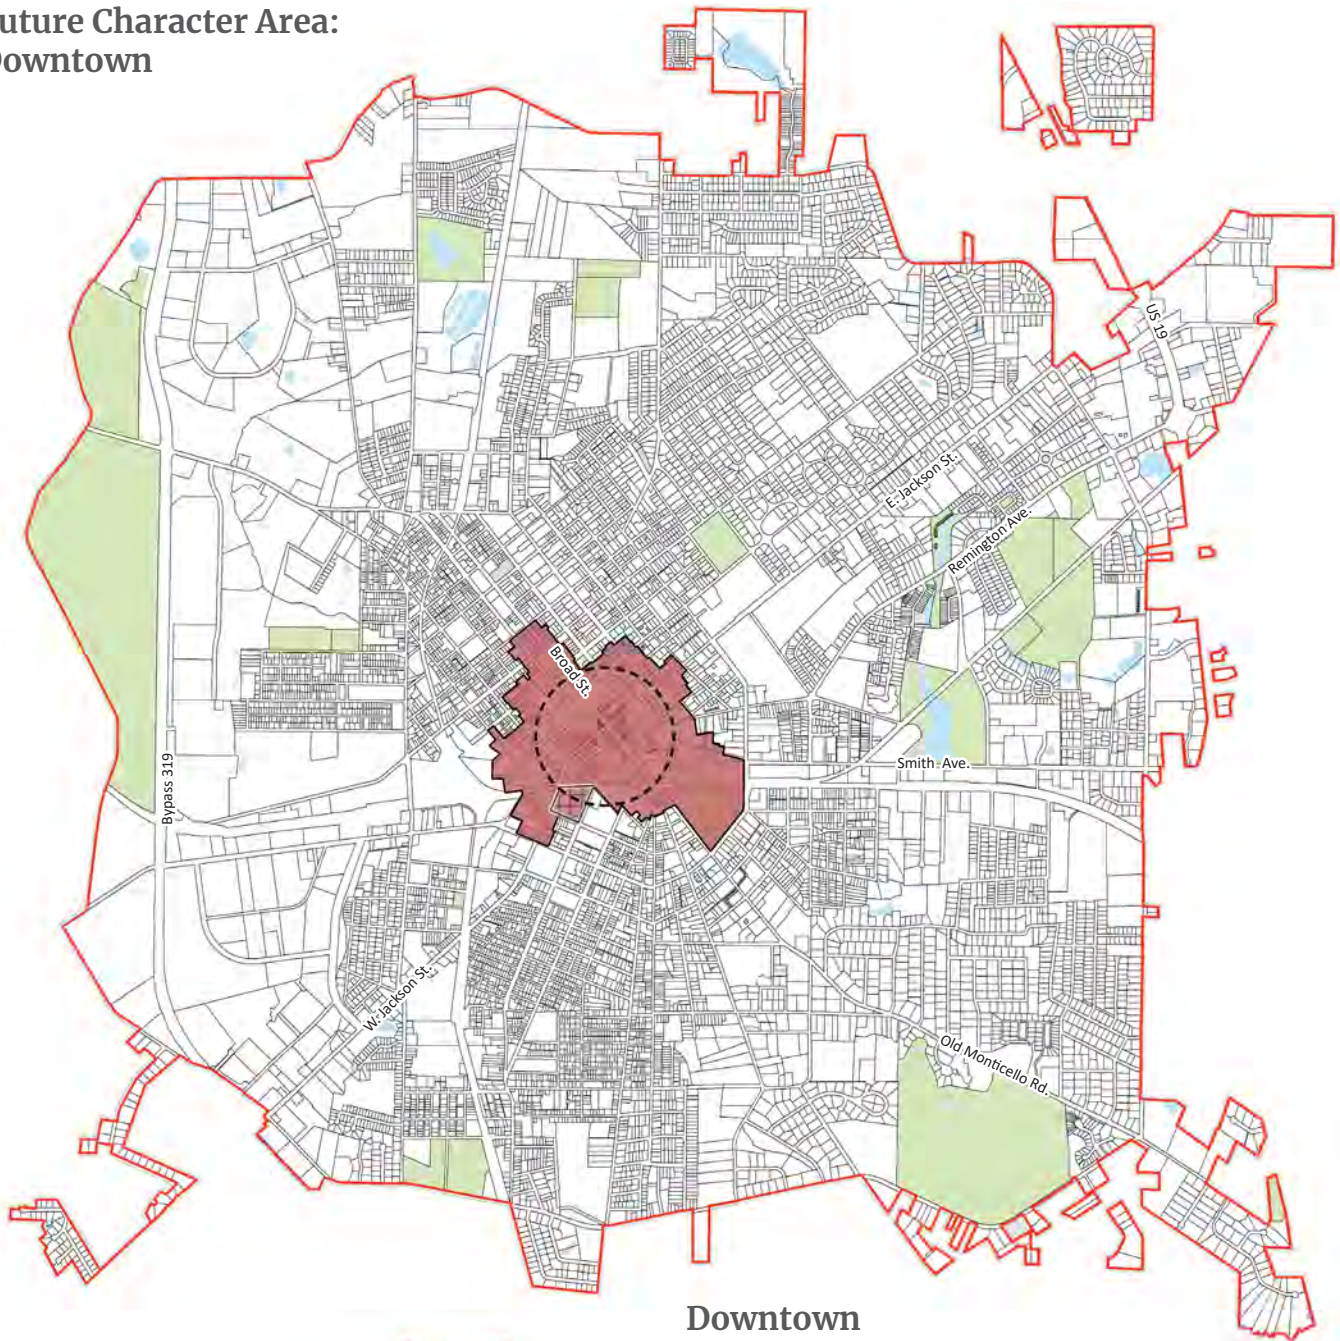 uture Character Area:
Downtown
US 19
E. Jackson St.
Remington Ave.
Broad St.
Smith Ave.
Bypass 319
W. Jackson St.
Old Monticello Rd.
Downtown